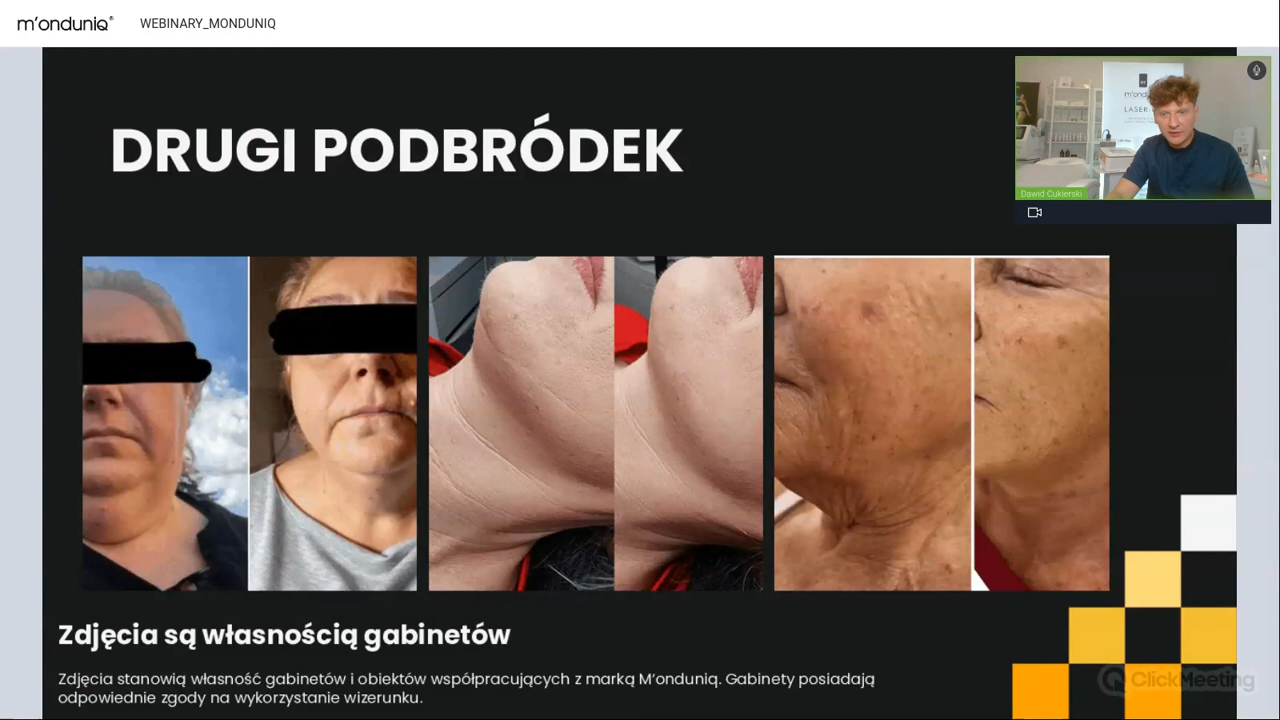 m'onduniq® WEBINARY_MONDUNIQ
DRUGI PODBRÓDEK
LASER
Dawid Cukierski
Zdjęcia są własnością gabinetów
Zdjęcia stanowią własność gabinetów i obiektów współpracujących z marką M'onduniq. Gabinety posiadają
odpowiednie zgody na wykorzystanie wizerunku.
ClickMeeting